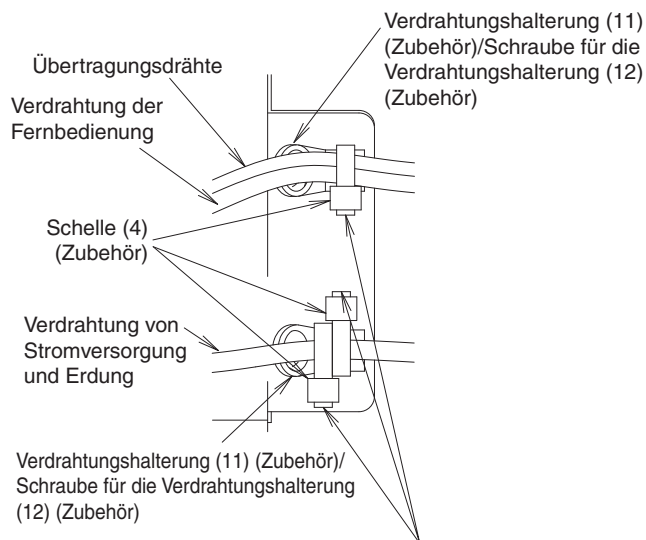 Verdrahtungshalterung (11)
(Zubehör)/Schraube für die
Verdrahtungshalterung (12)
(Zubehör)
Übertragungsdrähte
Verdrahtung der
Fernbedienung
Schelle (4)
(Zubehör)
Verdrahtung von
Stromversorgung
und Erdung
Verdrahtungshalterung (11) (Zubehör)/
Schraube für die Verdrahtungshalterung
(12) (Zubehör)